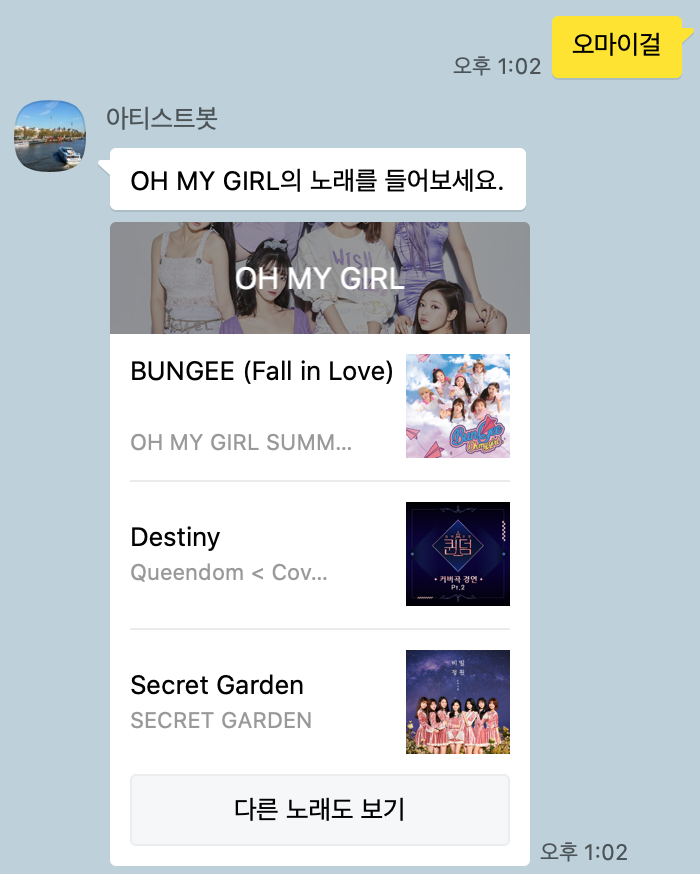 오마이걸
오후 1:02
아티스트봇
OH MY GIRL의 노래를 들어보세요.
WISH
OH MY GIRL
BUNGEE (Fall in Love)
OH MY GIRL SUMM...
BunGee
Destiny
Queendom < Cov...
퀸덤
• 커버곡 경연 •
Pt.2
Secret Garden
SECRET GARDEN
비밀
정원
다른 노래도 보기
오후 1:02